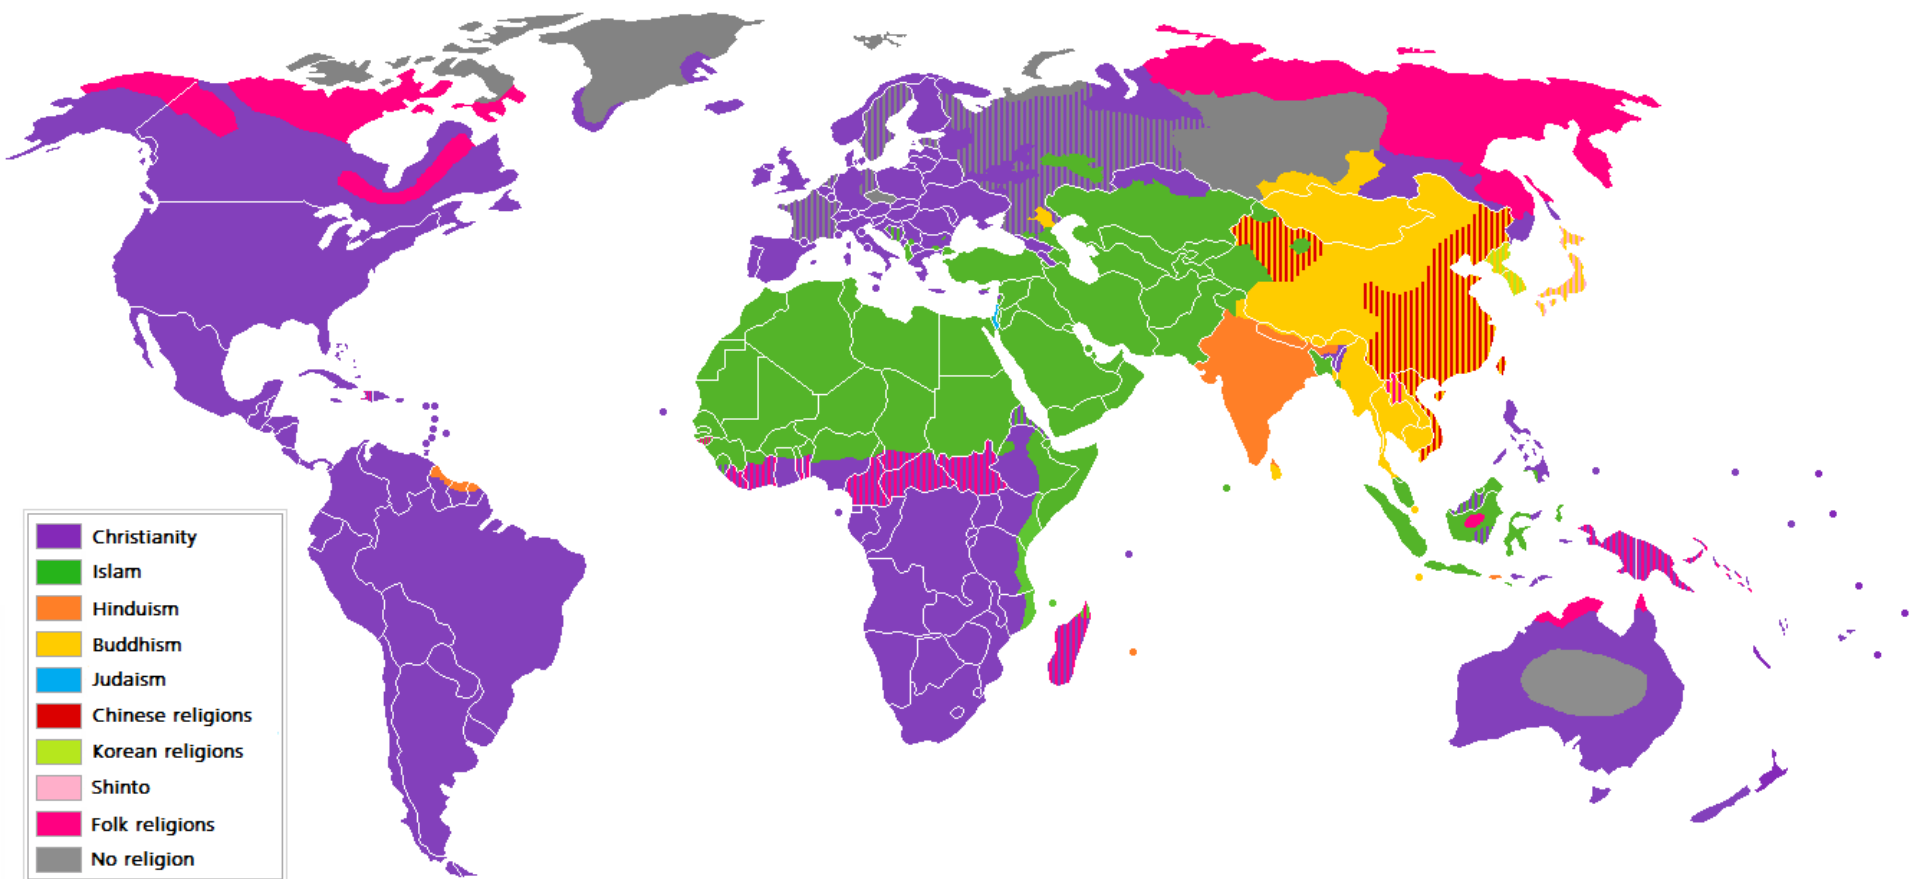 Christianity
Islam
Hinduism
Buddhism
Judaism
Chinese religions
Korean religions
Shinto
Folk religions
No religion